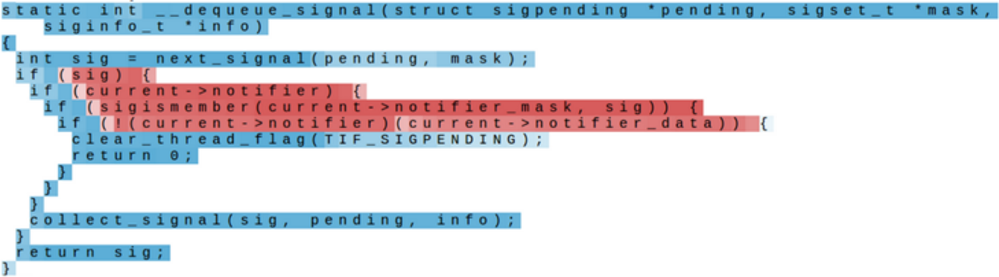 static int __dequeue_signal(struct sigpending *pending, sigset_t *mask,
siginfo_t *info)
{
int sig = next_signal(pending, mask);
if (sig) {
if (current->notifier) {
if (sigismember(current->notifier_mask, sig)) {
if (!(current->notifier)(current->notifier_data)) {
clear_thread_flag(TIF_SIGPENDING);
return 0;
}
}
}
collect_signal(sig, pending, info);
}
return sig;
}